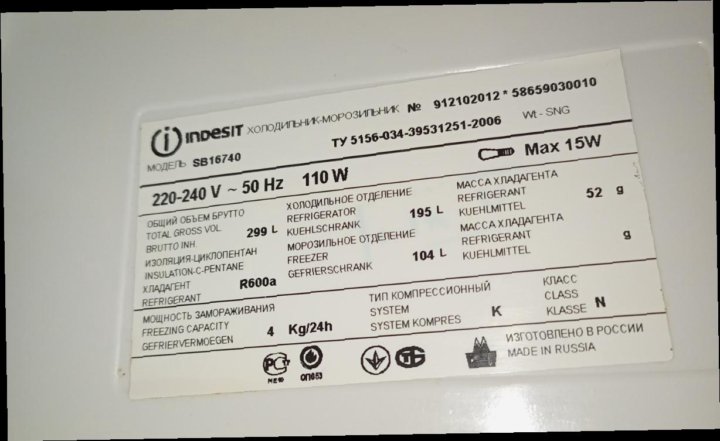 INDESIT ХОЛОДИЛЬНИК-МОРОЗИЛЬНИК № 912102012 * 58659030010
МОДЕЛЬ SB16740 ТУ 5156-034-39531251-2006 Wt - SNG
220-240 V ~ 50 Hz 110 W Max 15W
ОБЩИЙ ОБЪЕМ БРУТТО
TOTAL GROSS VOL. 299 L
BRUTTO INH.
ХОЛОДИЛЬНОЕ ОТДЕЛЕНИЕ
REFRIGERATOR 195 L
KUEHLSCHRANK
МАССА ХЛАДАГЕНТА
REFRIGERANT 52 g
KUEHLMITTEL
ИЗОЛЯЦИЯ-ЦИКЛОПЕНТАН
INSULATION-C-PENTANE
ХЛАДАГЕНТ R600a
REFRIGERANT
МОРОЗИЛЬНОЕ ОТДЕЛЕНИЕ
FREEZER 104 L
GEFRIERSCHRANK
МАССА ХЛАДАГЕНТА
REFRIGERANT g
KUEHLMITTEL
МОЩНОСТЬ ЗАМОРАЖИВАНИЯ
FREEZING CAPACITY 4 Kg/24h
GEFRIERVERMOEGEN
ТИП КОМПРЕССИОННЫЙ
SYSTEM K
SYSTEM KOMPRES
КЛАСС
CLASS N
KLASSE
ME10 ОП053
ИЗГОТОВЛЕНО В РОССИИ
MADE IN RUSSIA